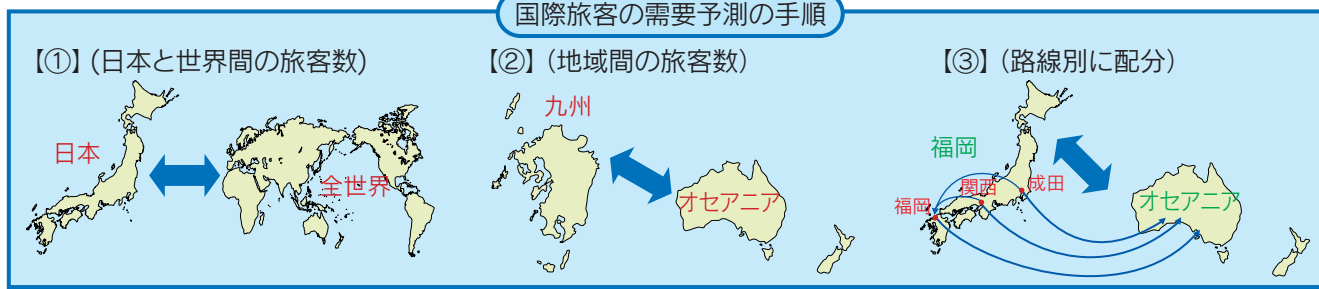 国際旅客の需要予測の手順
【①】(日本と世界間の旅客数)
日本
全世界
【②】(地域間の旅客数)
九州
オセアニア
【③】(路線別に配分)
福岡
関西
成田
福岡
オセアニア